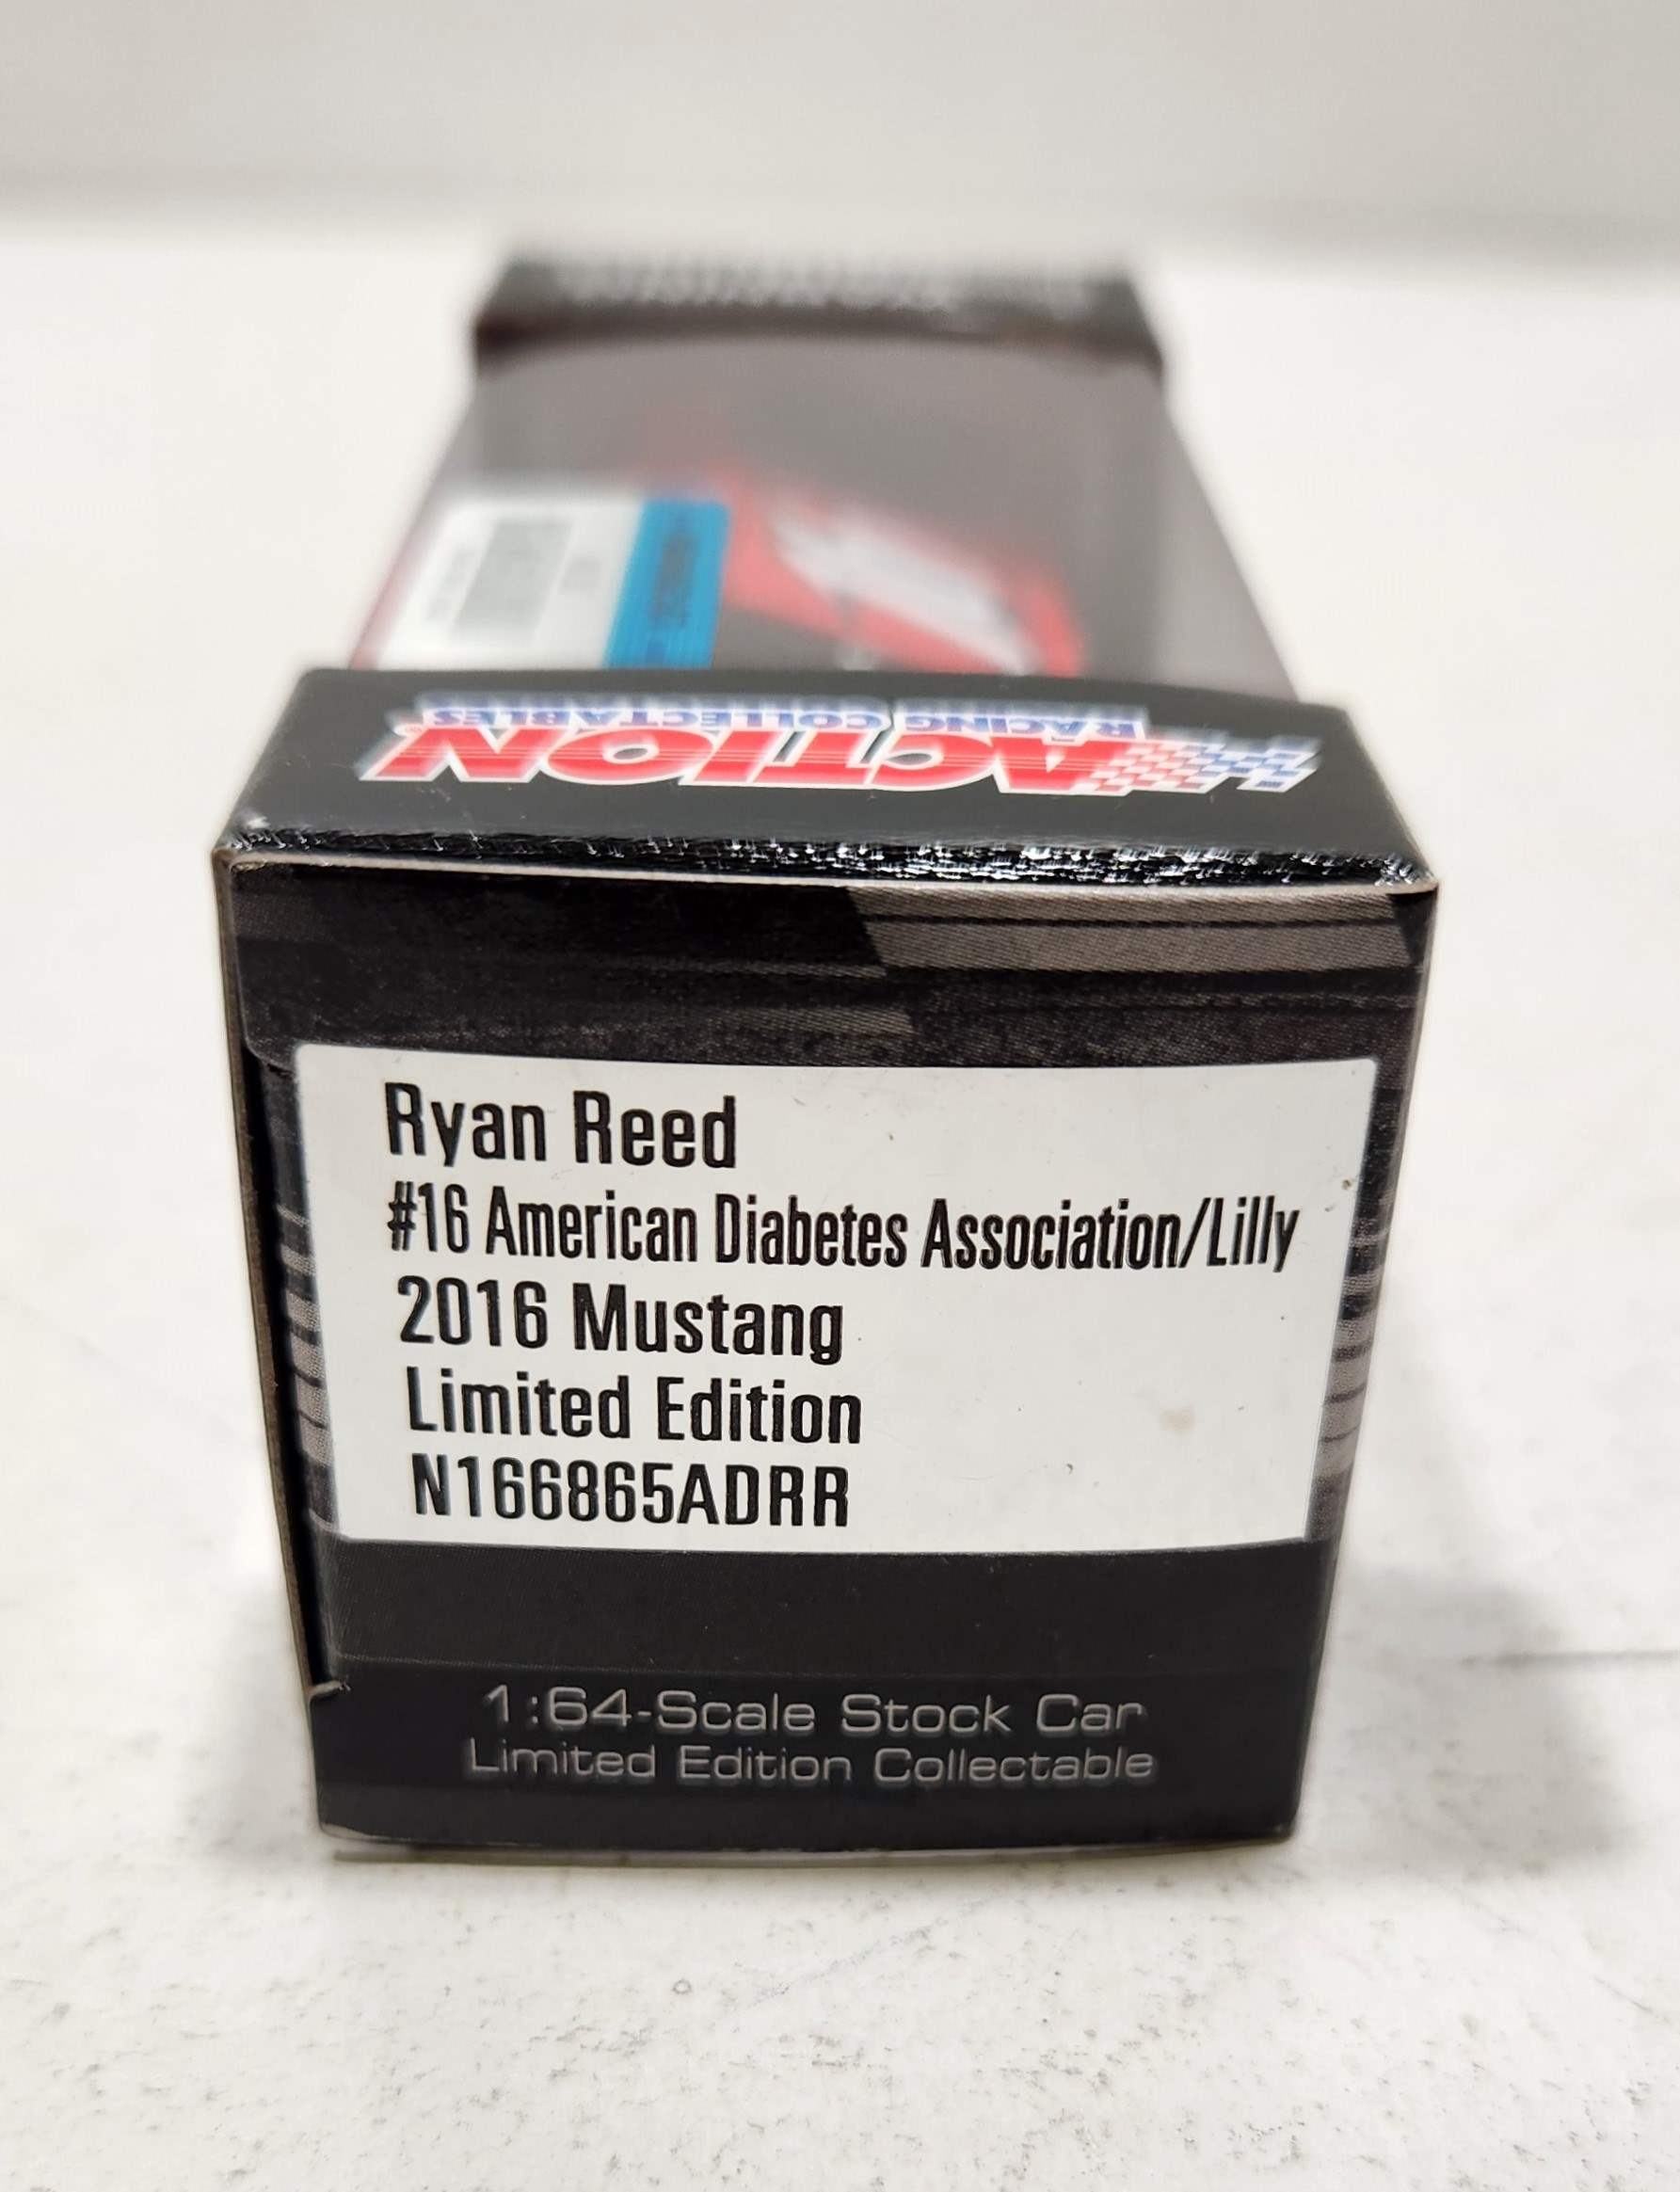 ACTION
RACING COLLECTABLES
Ryan Reed
#16 American Diabetes Association/Lilly
2016 Mustang
Limited Edition
N166865ADRR
1:64-Scale Stock Car
Limited Edition Collectable